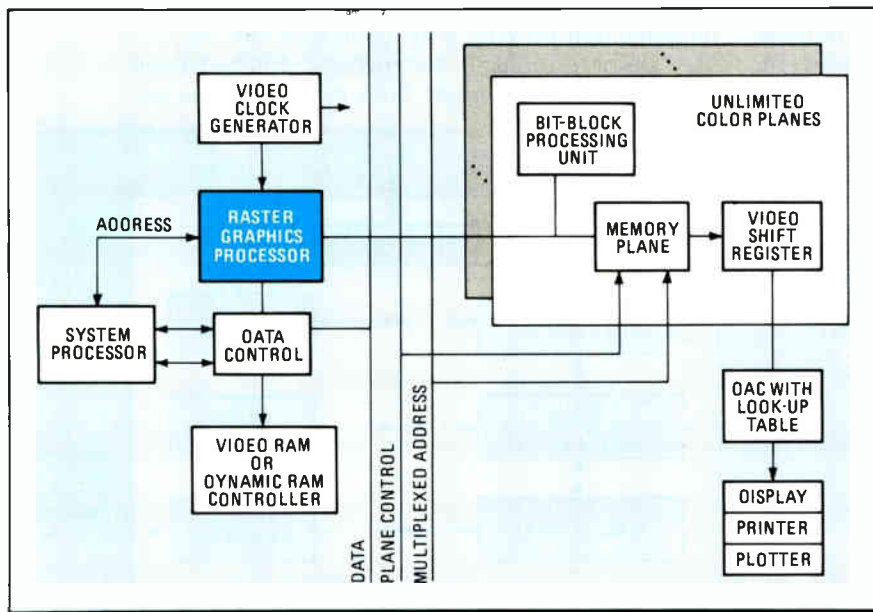 VIDEO
CLOCK
GENERATOR
UNLIMITED
COLOR PLANES
BIT-BLOCK
PROCESSING
UNIT
AODRESS
RASTER
GRAPHICS
PROCESSOR
MEMORY
PLANE
VIDEO
SHIFT
REGISTER
SYSTEM
PROCESSOR
OATA
CONTROL
VIDEO RAM
OR
OYNAMIC RAM
CONTROLLER
DATA
PLANE CONTROL
MULTIPLEXED ADDRESS
OAC WITH
LOOK-UP
TABLE
DISPLAY
PRINTER
PLOTTER